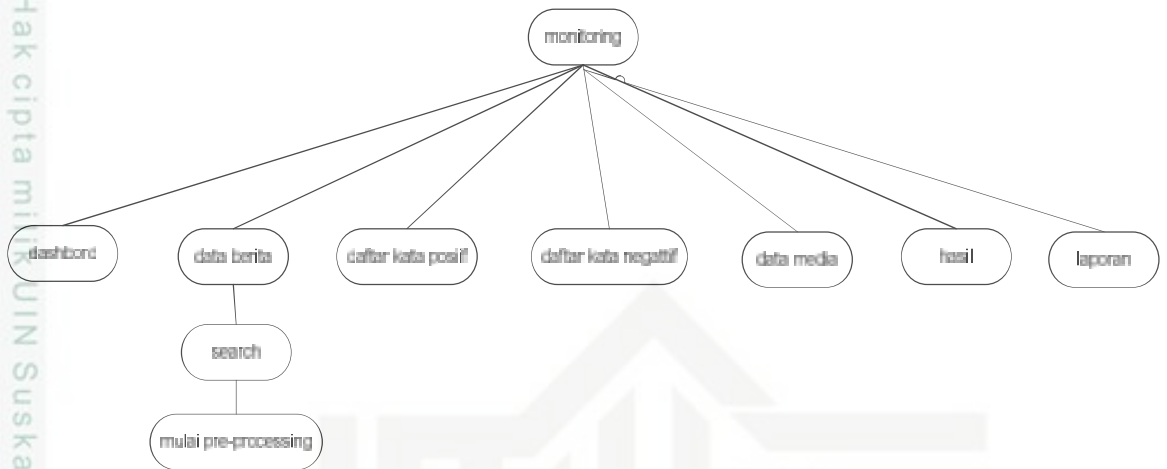 Hak cipta milik UIN Suska
monitoring
dashbord
data berita
daftar kata posiif
daftar kata negattif
data media
hasil
laporan
search
mulai pre-processing